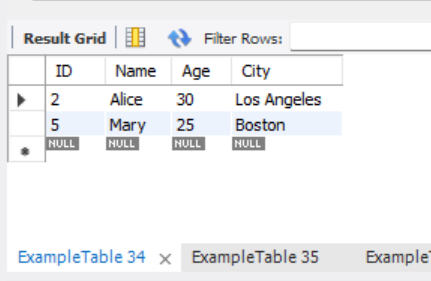 Result Grid Filter Rows:
ID Name Age City
2 Alice 30 Los Angeles
5 Mary 25 Boston
NULL NULL NULL NULL
ExampleTable 34 ExampleTable 35 Example